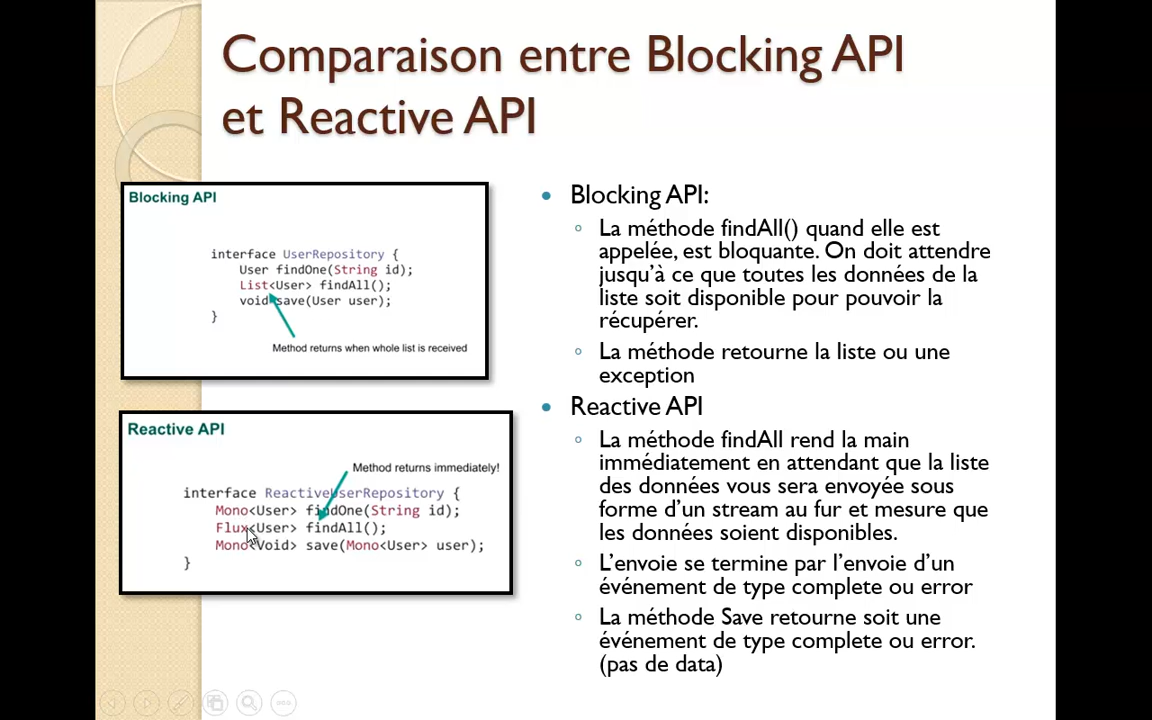 Comparaison entre Blocking API
et Reactive API
Blocking API
interface UserRepository {
User findOne(String id);
List<User> findAll();
void save(User user);
}
Method returns when whole list is received
Reactive API
Method returns immediately!
interface ReactiveUserRepository {
Mono<User> findOne(String id);
Flux<User> findAll();
Mono<Void> save(Mono<User> user);
}
• Blocking API:
◦ La méthode findAll() quand elle est
appelée, est bloquante. On doit attendre
jusqu’à ce que toutes les données de la
liste soit disponible pour pouvoir la
récupérer.
◦ La méthode retourne la liste ou une
exception
• Reactive API
◦ La méthode findAll rend la main
immédiatement en attendant que la liste
des données vous sera envoyée sous
forme d’un stream au fur et mesure que
les données soient disponibles.
◦ L’envoie se termine par l’envoie d’un
événement de type complete ou error
◦ La méthode Save retourne soit une
événement de type complete ou error.
(pas de data)